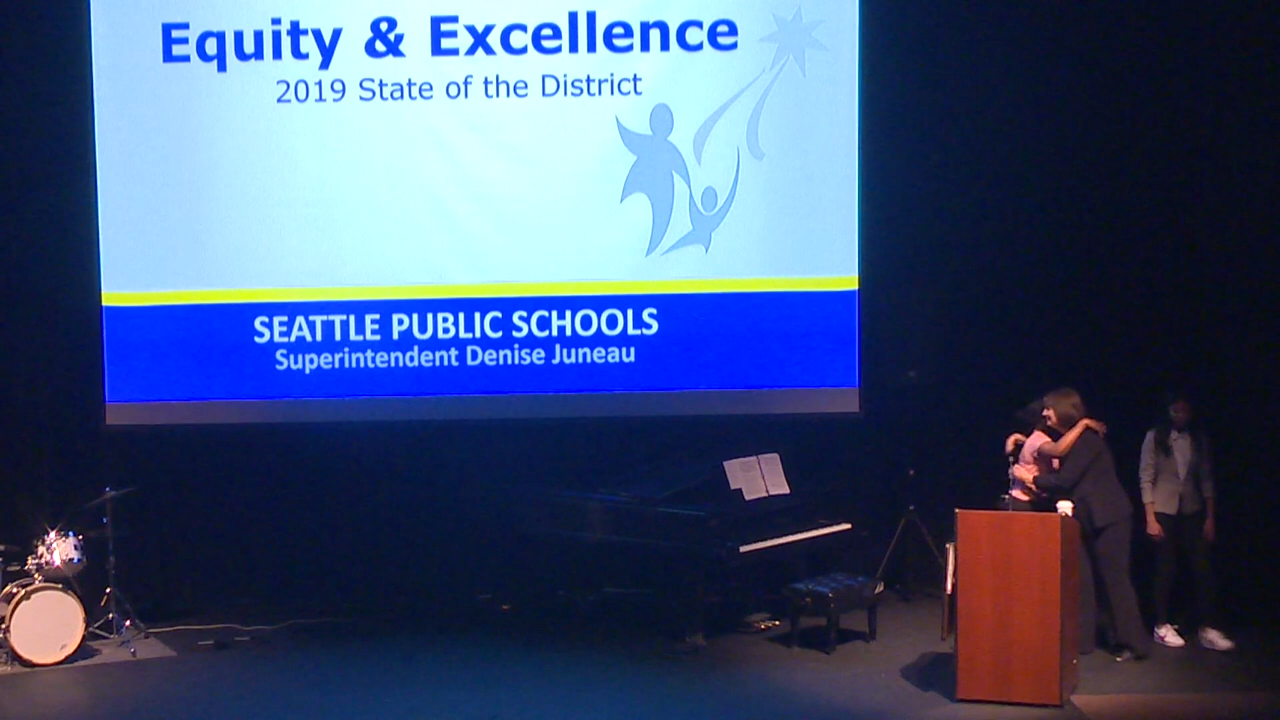 Equity & Excellence
2019 State of the District
SEATTLE PUBLIC SCHOOLS
Superintendent Denise Juneau